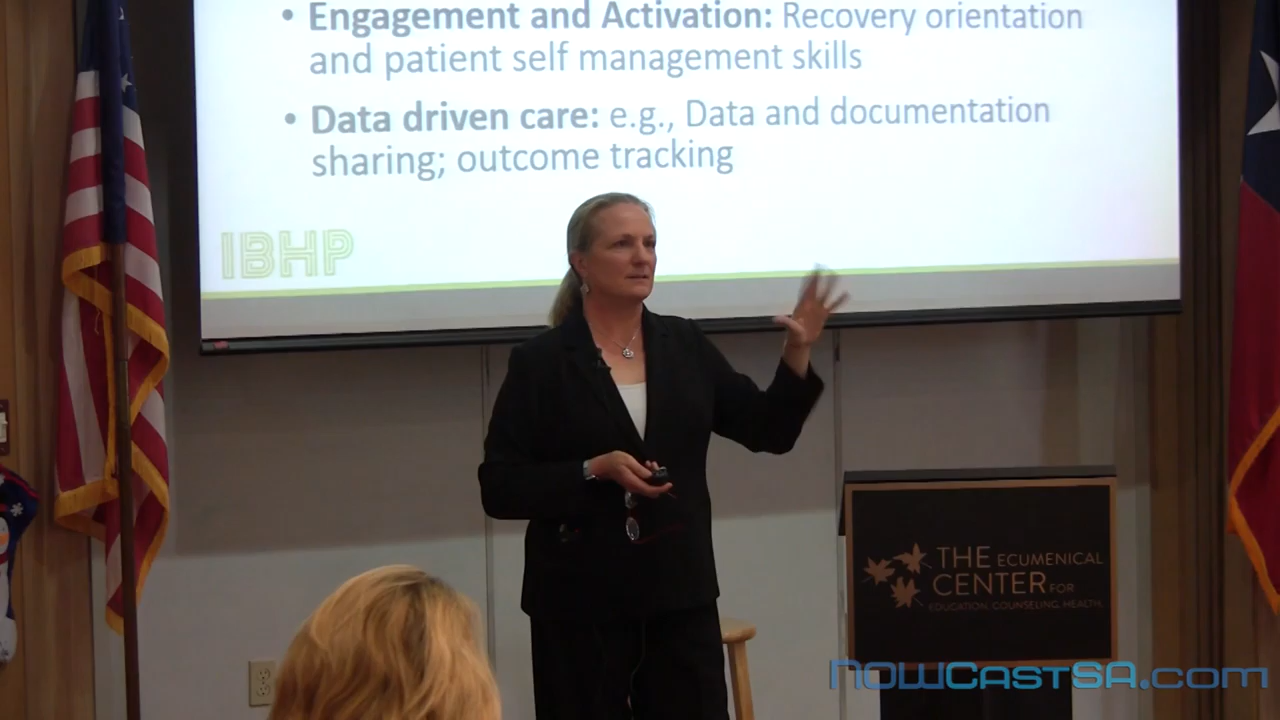 • Engagement and Activation: Recovery orientation
and patient self management skills
• Data driven care: e.g., Data and documentation
sharing; outcome tracking
IBHP
THE ECUMENICAL
CENTER FOR
EDUCATION. COUNSELING. HEALTH.
NOWCASTSA.com